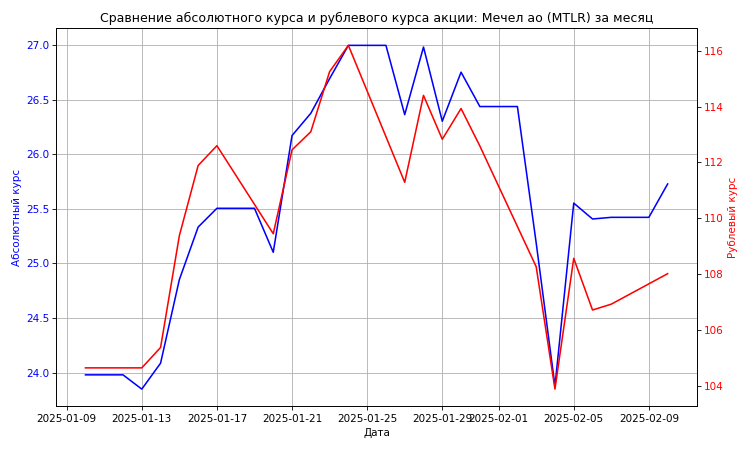 Сравнение абсолютного курса и рублевого курса акции: Мечел ао (MTLR) за месяц
Абсолютный курс
27.0
26.5
26.0
25.5
25.0
24.5
24.0
116
114
112
110
108
106
104
Рублевый курс
2025-01-09 2025-01-13 2025-01-17 2025-01-21 2025-01-25 2025-01-29 2025-02-01 2025-02-05 2025-02-09
Дата